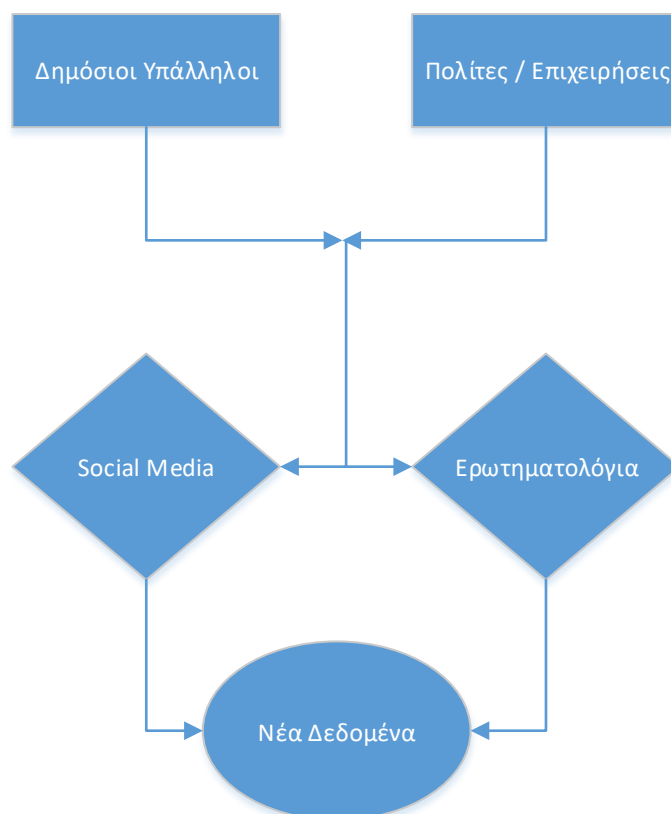 Δημόσιοι Υπάλληλοι
Πολίτες / Επιχειρήσεις
Social Media
Ερωτηματολόγια
Νέα Δεδομένα